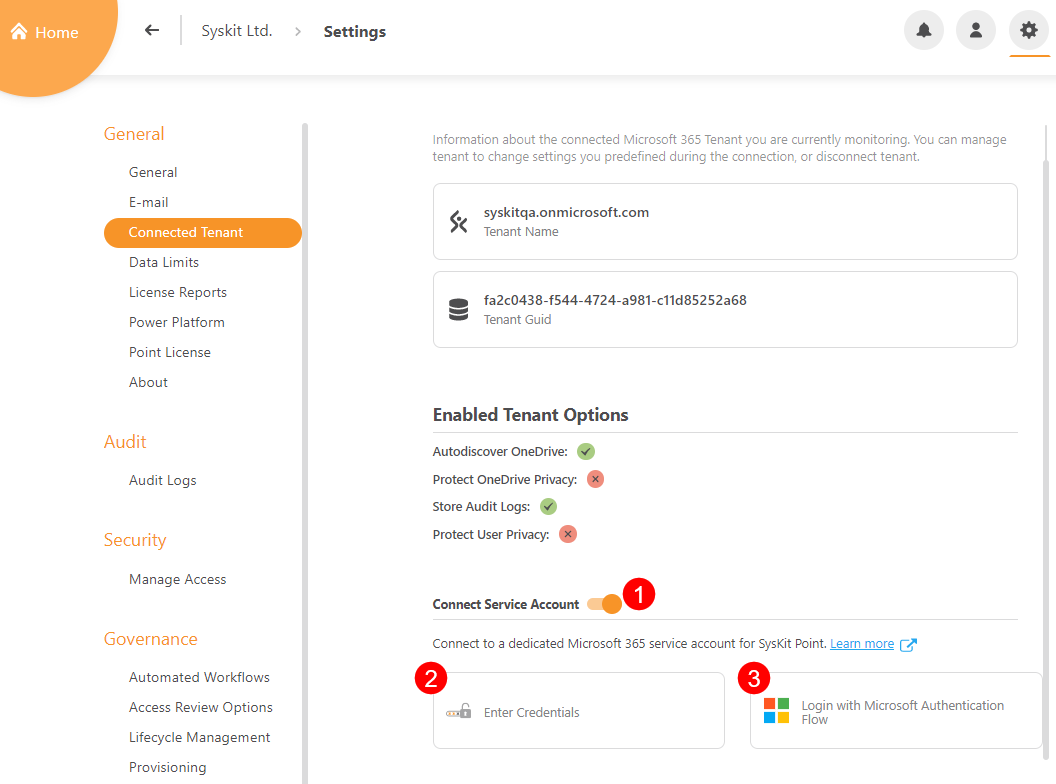 Home
Syskit Ltd. > Settings
General
General
E-mail
Connected Tenant
Data Limits
License Reports
Power Platform
Point License
About
Audit
Audit Logs
Security
Manage Access
Governance
Automated Workflows
Access Review Options
Lifecycle Management
Provisioning
Information about the connected Microsoft 365 Tenant you are currently monitoring. You can manage
tenant to change settings you predefined during the connection, or disconnect tenant.
syskitqa.onmicrosoft.com
Tenant Name
fa2c0438-f544-4724-a981-c11d85252a68
Tenant Guid
Enabled Tenant Options
Autodiscover OneDrive:
Protect OneDrive Privacy:
Store Audit Logs:
Protect User Privacy:
Connect Service Account 1
Connect to a dedicated Microsoft 365 service account for SysKit Point. Learn more
2
Enter Credentials
3
Login with Microsoft Authentication
Flow